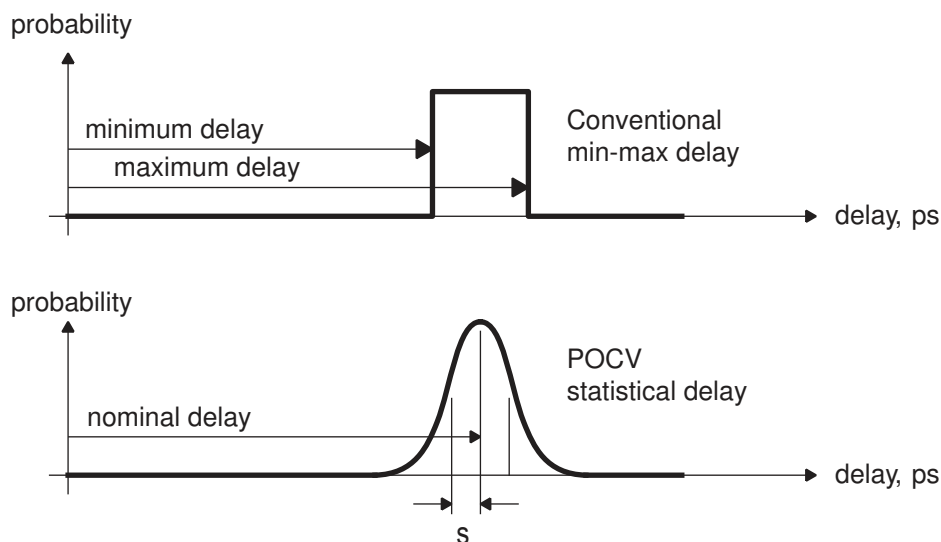 probability
minimum delay
maximum delay
Conventional
min-max delay
delay, ps
probability
nominal delay
POCV
statistical delay
delay, ps
s